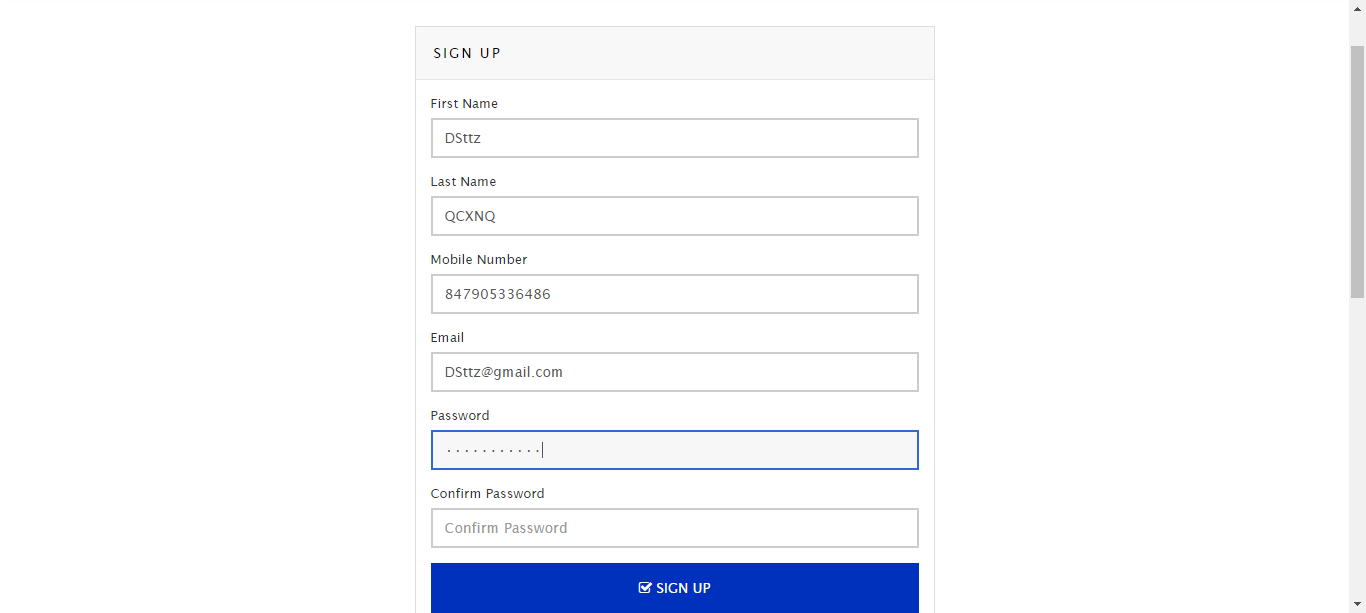 SIGN UP
First Name
DSttz
Last Name
QCXNQ
Mobile Number
847905336486
Email
DSttz@gmail.com
Password
···········
Confirm Password
Confirm Password
SIGN UP